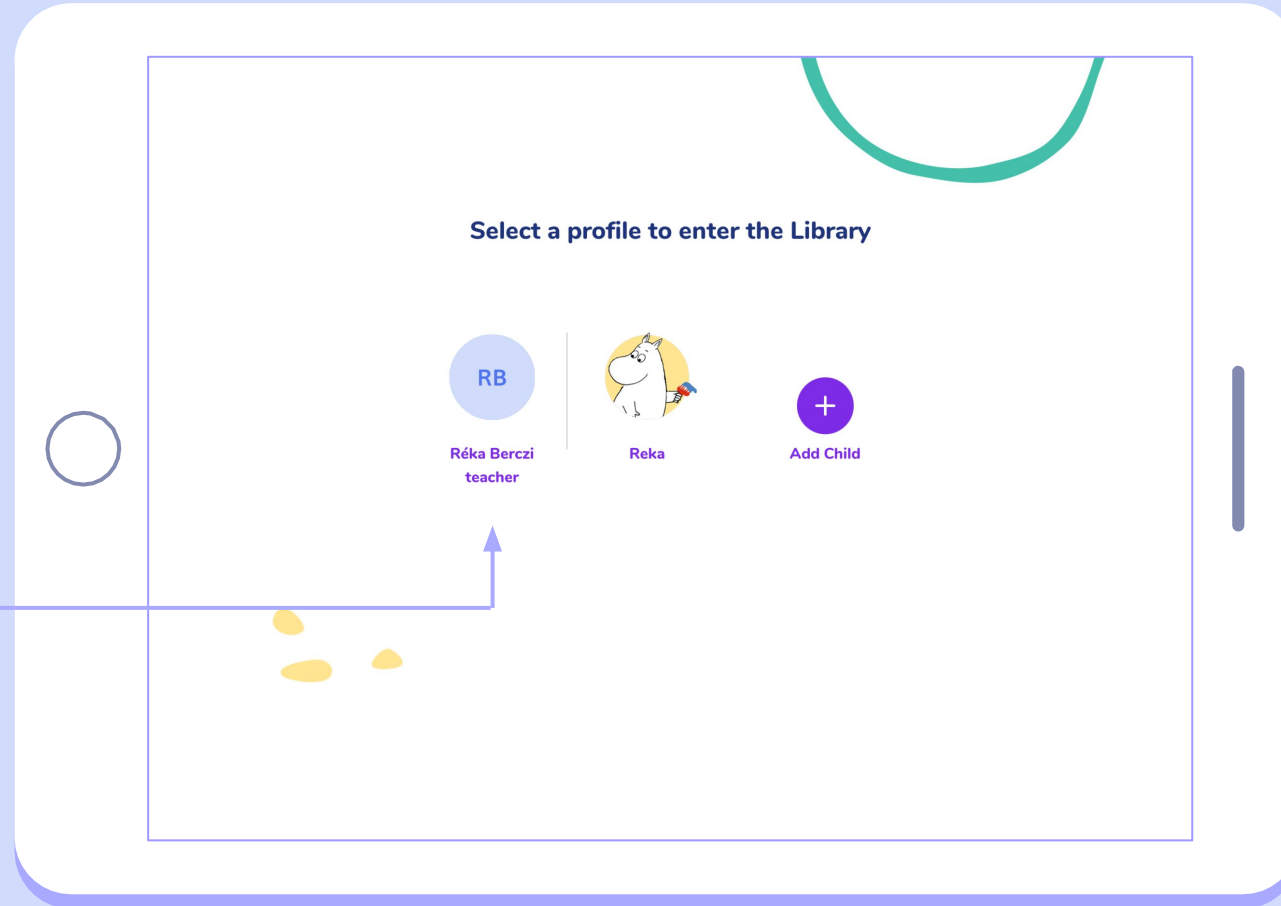 Select a profile to enter the Library
RB
Réka Berczi
teacher
Reka
+
Add Child